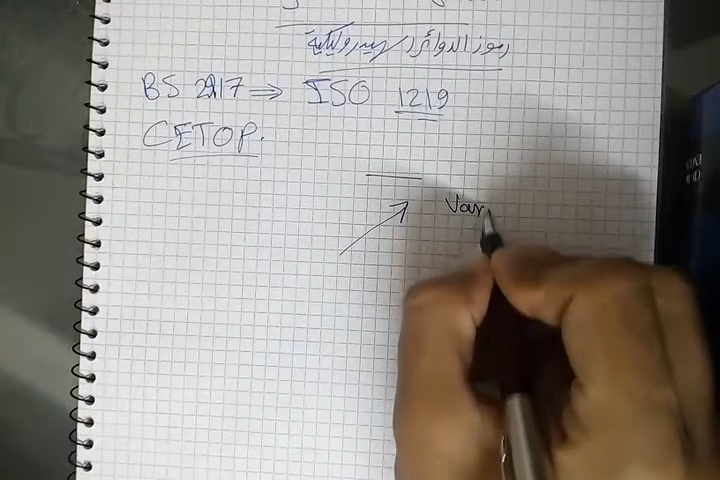 رموز الدوائر الهيدروليكية
BS 2917 ⇒ ISO 1219
CETOP.
Var